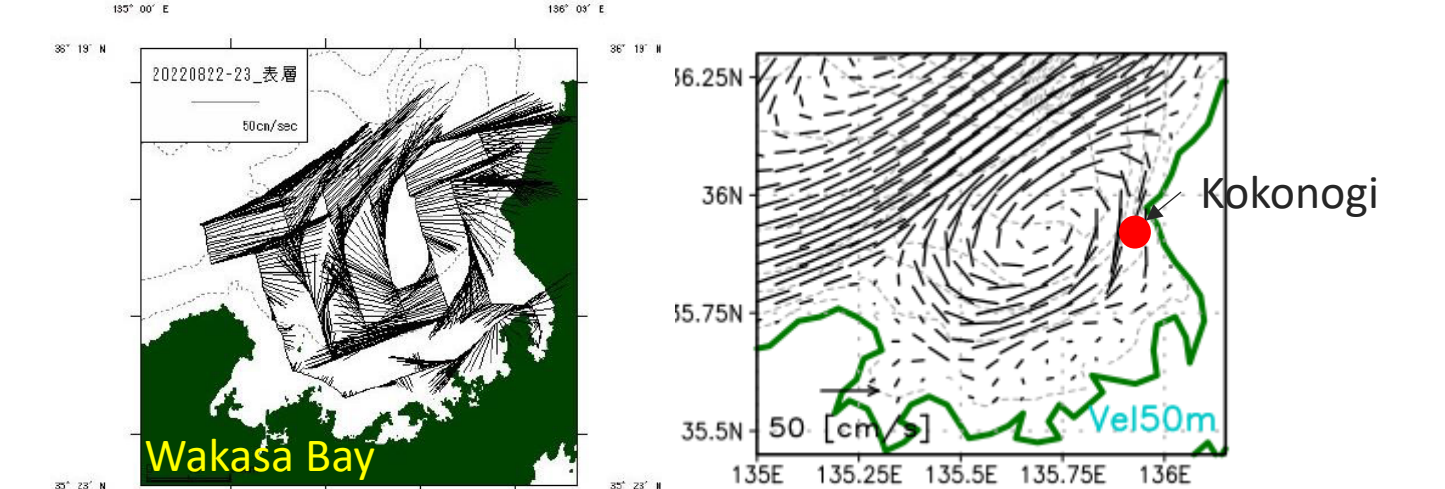 135° 00′ E
136° 09′ E
36° 19′ N
36° 19′ N
20220822-23_表層
50cm/sec
Wakasa Bay
35° 23′ N
35° 23′ N
36.25N
36N
35.75N
35.5N
Kokonogi
50 [cm/s]
Vel50m
135E
135.25E
135.5E
135.75E
136E